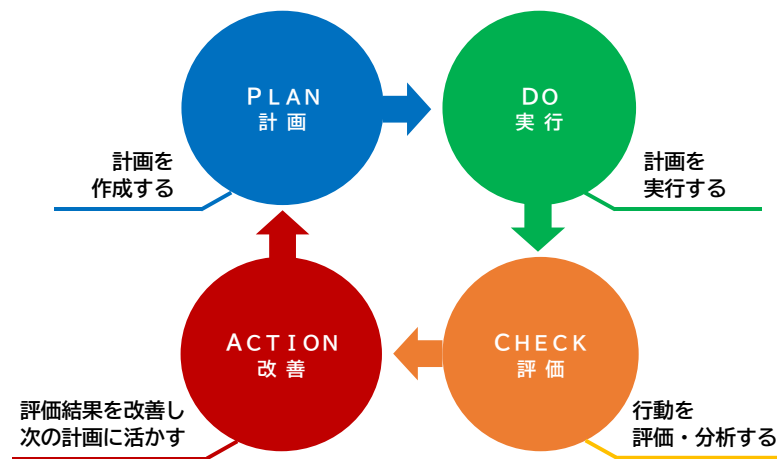 PLAN
計画
DO
実行
計画を
作成する
計画を
実行する
ACTION
改善
CHECK
評価
評価結果を改善し
次の計画に活かす
行動を
評価・分析する